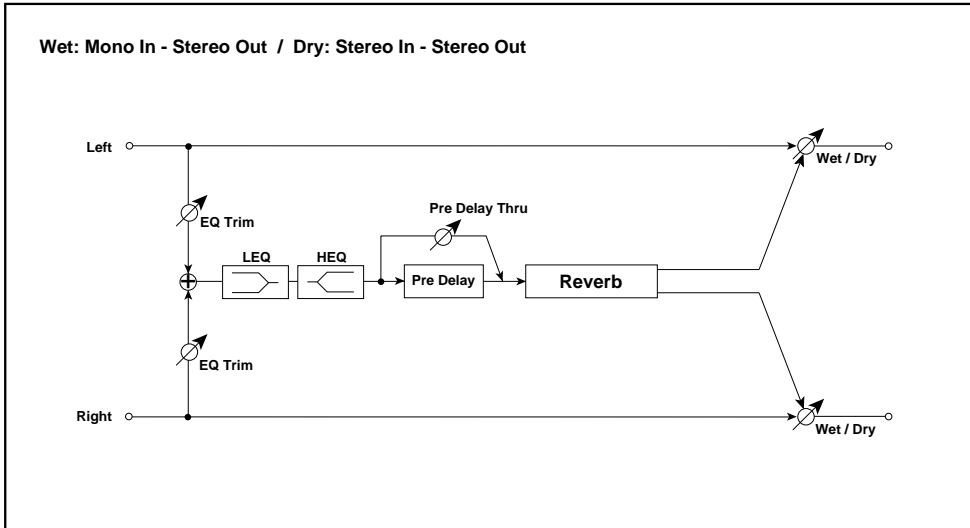 Wet: Mono In - Stereo Out / Dry: Stereo In - Stereo Out
Left
Wet / Dry
EQ Trim
Pre Delay Thru
LEQ
HEQ
Pre Delay
Reverb
EQ Trim
Right
Wet / Dry